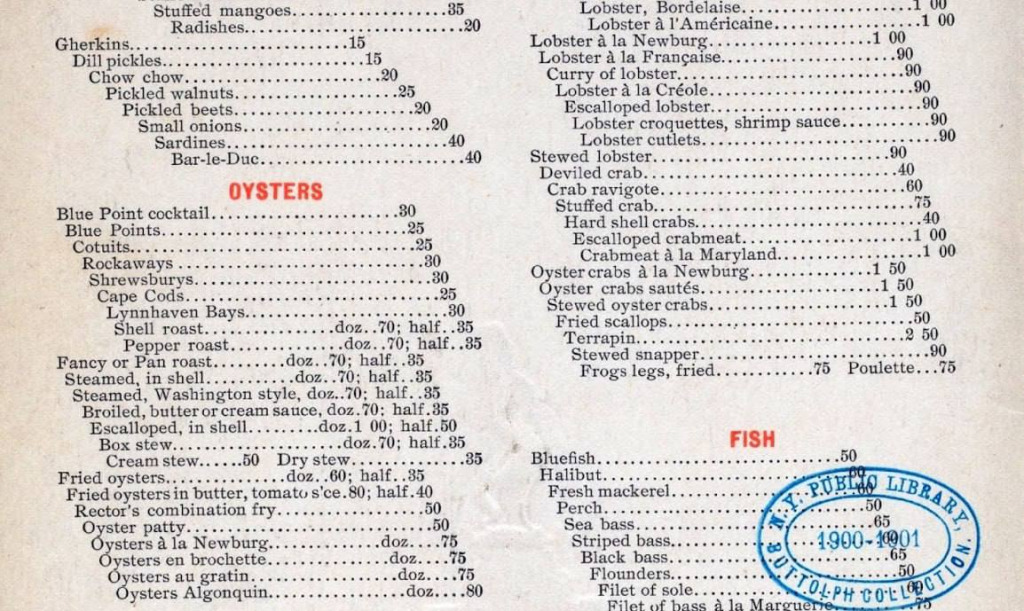 Stuffed mangoes.....................35
Radishes............................20
Gherkins............................15
Dill pickles..........................15
Chow chow.........................20
Pickled walnuts....................25
Pickled beets......................20
Small onions.......................20
Sardines............................40
Bar-le-Duc..........................40
OYSTERS
Blue Point cocktail.......................30
Blue Points..............................25
Cotuits...................................25
Rockaways ..............................30
Shrewsburys............................30
Cape Cods..............................25
Lynnhaven Bays........................30
Shell roast................doz..70; half..35
Pepper roast..............doz..70; half..35
Fancy or Pan roast.........doz..70; half..35
Steamed, in shell...........doz..70; half..35
Steamed, Washington style, doz..70; half.35
Broiled, butter or cream sauce, doz.70; half.35
Escalloped, in shell.........doz.1 00; half.50
Box stew.....................doz.70; half.35
Cream stew......50 Dry stew..............35
Fried oysters...............doz..60; half..35
Fried oysters in butter, tomato s'ce.80; half.40
Rector's combination fry..................50
Oyster patty..............................50
Oysters à la Newburg..............doz....75
Oysters en brochette...............doz....75
Oysters au gratin...................doz....75
Oysters Algonquin..................doz....80
Lobster, Bordelaise.....................1 00
Lobster à l'Américaine..................1 00
Lobster à la Newburg....................1 00
Lobster à la Française.....................90
Curry of lobster...........................90
Lobster à la Créole........................90
Escalloped lobster.........................90
Lobster croquettes, shrimp sauce..........90
Lobster cutlets............................90
Stewed lobster.............................90
Deviled crab..............................40
Crab ravigote.............................60
Stuffed crab...............................75
Hard shell crabs...........................40
Escalloped crabmeat.....................1 00
Crabmeat à la Maryland.................1 00
Oyster crabs à la Newburg...............1 50
Oyster crabs sautés.....................1 50
Stewed oyster crabs.....................1 50
Fried scallops..............................50
Terrapin.................................2 50
Stewed snapper............................90
Frogs legs, fried..........75 Poulette...75
FISH
Bluefish...................................50
Halibut....................................60
Fresh mackerel............................60
Perch.....................................50
Sea bass..................................65
Striped bass...............................60
Black bass.................................65
Flounders.................................50
Filet of sole...............................60
Filet of bass à la Marguerie...............75
N.Y. PUBLIC LIBRARY,
1900-1901
BUTTOLPH COLLECTION.